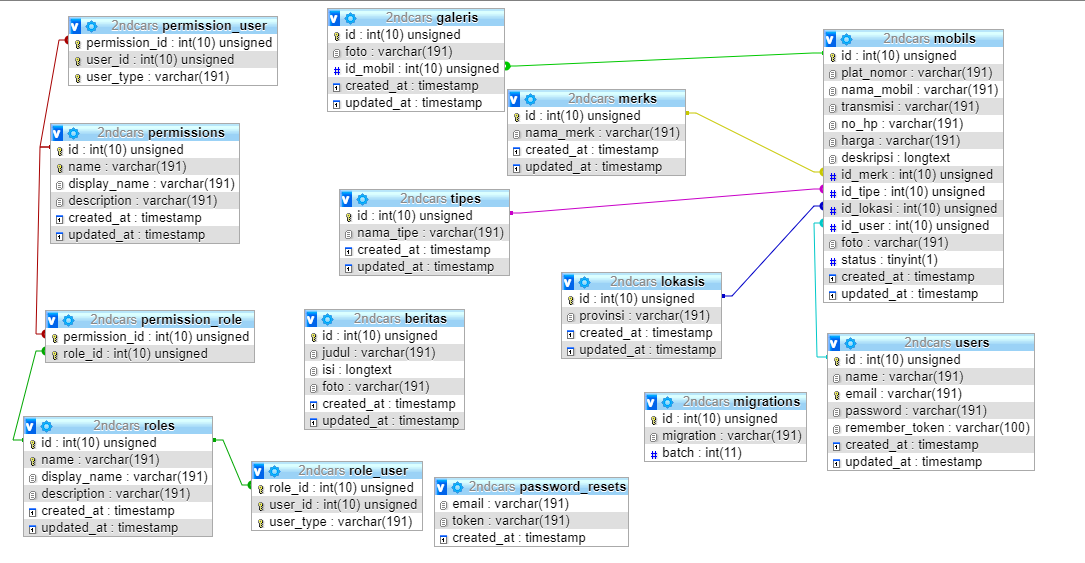 2ndcars permission_user
permission_id : int(10) unsigned
user_id : int(10) unsigned
user_type : varchar(191)
2ndcars permissions
id : int(10) unsigned
name : varchar(191)
display_name : varchar(191)
description : varchar(191)
created_at : timestamp
updated_at : timestamp
2ndcars permission_role
permission_id : int(10) unsigned
role_id : int(10) unsigned
2ndcars roles
id : int(10) unsigned
name : varchar(191)
display_name : varchar(191)
description : varchar(191)
created_at : timestamp
updated_at : timestamp
2ndcars galeris
id : int(10) unsigned
foto : varchar(191)
id_mobil : int(10) unsigned
created_at : timestamp
updated_at : timestamp
2ndcars merks
id : int(10) unsigned
nama_merk : varchar(191)
created_at : timestamp
updated_at : timestamp
2ndcars tipes
id : int(10) unsigned
nama_tipe : varchar(191)
created_at : timestamp
updated_at : timestamp
2ndcars lokasis
id : int(10) unsigned
provinsi : varchar(191)
created_at : timestamp
updated_at : timestamp
2ndcars beritas
id : int(10) unsigned
judul : varchar(191)
isi : longtext
foto : varchar(191)
created_at : timestamp
updated_at : timestamp
2ndcars role_user
role_id : int(10) unsigned
user_id : int(10) unsigned
user_type : varchar(191)
2ndcars password_resets
email : varchar(191)
token : varchar(191)
created_at : timestamp
2ndcars migrations
id : int(10) unsigned
migration : varchar(191)
batch : int(11)
2ndcars mobils
id : int(10) unsigned
plat_nomor : varchar(191)
nama_mobil : varchar(191)
transmisi : varchar(191)
no_hp : varchar(191)
harga : varchar(191)
deskripsi : longtext
id_merk : int(10) unsigned
id_tipe : int(10) unsigned
id_lokasi : int(10) unsigned
id_user : int(10) unsigned
foto : varchar(191)
status : tinyint(1)
created_at : timestamp
updated_at : timestamp
2ndcars users
id : int(10) unsigned
name : varchar(191)
email : varchar(191)
password : varchar(191)
remember_token : varchar(100)
created_at : timestamp
updated_at : timestamp